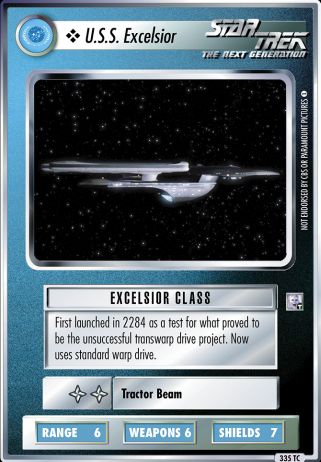 ❖ U.S.S. Excelsior
STAR TREK
THE NEXT GENERATION
NOT ENDORSED BY CBS OR PARAMOUNT PICTURES
EXCELSIOR CLASS
First launched in 2284 as a test for what proved to
be the unsuccessful transwarp drive project. Now
uses standard warp drive.
Tractor Beam
RANGE 6
WEAPONS 6
SHIELDS 7
335 TC